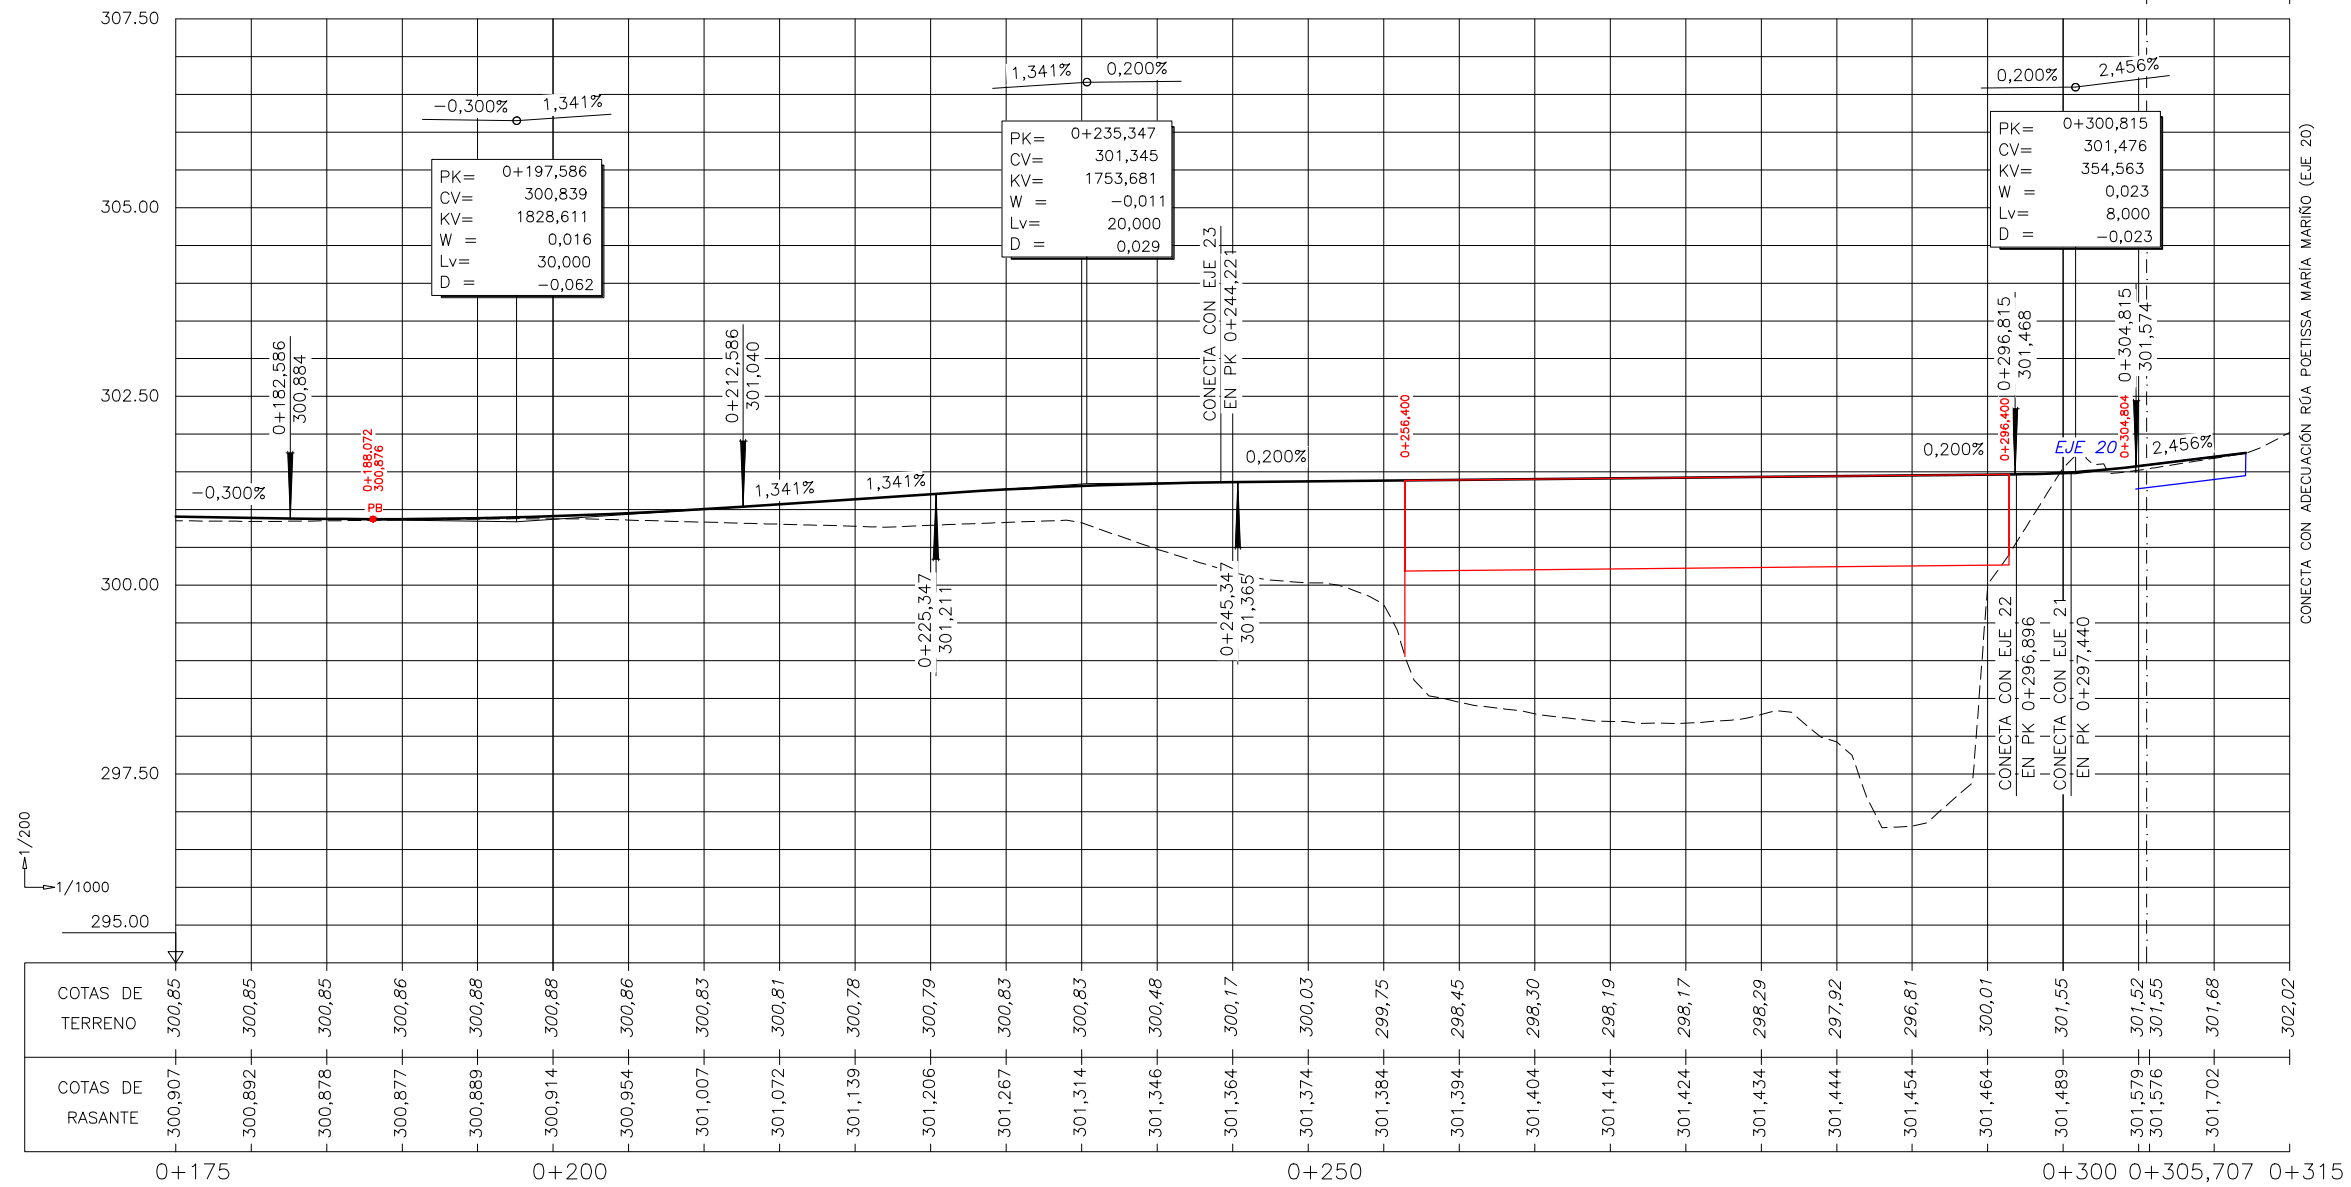 307.50
305.00
302.50
300.00
297.50
295.00
1/200
1/1000
-0,300%
1,341%
PK= 0+197,586
CV= 300,839
KV= 1828,611
W = 0,016
Lv= 30,000
D = -0,062
1,341%
0,200%
PK= 0+235,347
CV= 301,345
KV= 1753,681
W = -0,011
Lv= 20,000
D = 0,029
0,200%
2,456%
PK= 0+300,815
CV= 301,476
KV= 354,563
W = 0,023
Lv= 8,000
D = -0,023
0+182,586
300,884
0+188.072
300,876
PB
-0,300%
0+212,586
301,040
1,341%
1,341%
0+225,347
301,211
CONECTA CON EJE 23
EN PK 0+244,221
0+245,347
301,365
0,200%
0+256,400
0,200%
0+296,400
0+296,815
301,468
EJE 20
0+304,804
0+304,815
301,574
2,456%
CONECTA CON EJE 22
EN PK 0+296,896
CONECTA CON EJE 21
EN PK 0+297,440
CONECTA CON ADECUACIÓN RÚA POETISSA MARÍA MARIÑO (EJE 20)
COTAS DE
TERRENO
300,85 300,85 300,85 300,86 300,88 300,88 300,86 300,83 300,81 300,78 300,79 300,83 300,83 300,48 300,17 300,03 299,75 298,45 298,30 298,19 298,17 298,29 297,92 296,81 300,01 301,55 301,52 301,55 301,68 302,02
COTAS DE
RASANTE
300,907 300,892 300,878 300,877 300,889 300,914 300,954 301,007 301,072 301,139 301,206 301,267 301,314 301,346 301,364 301,374 301,384 301,394 301,404 301,414 301,424 301,434 301,444 301,454 301,464 301,489 301,579 301,576 301,702
0+175 0+200 0+250 0+300 0+305,707 0+315